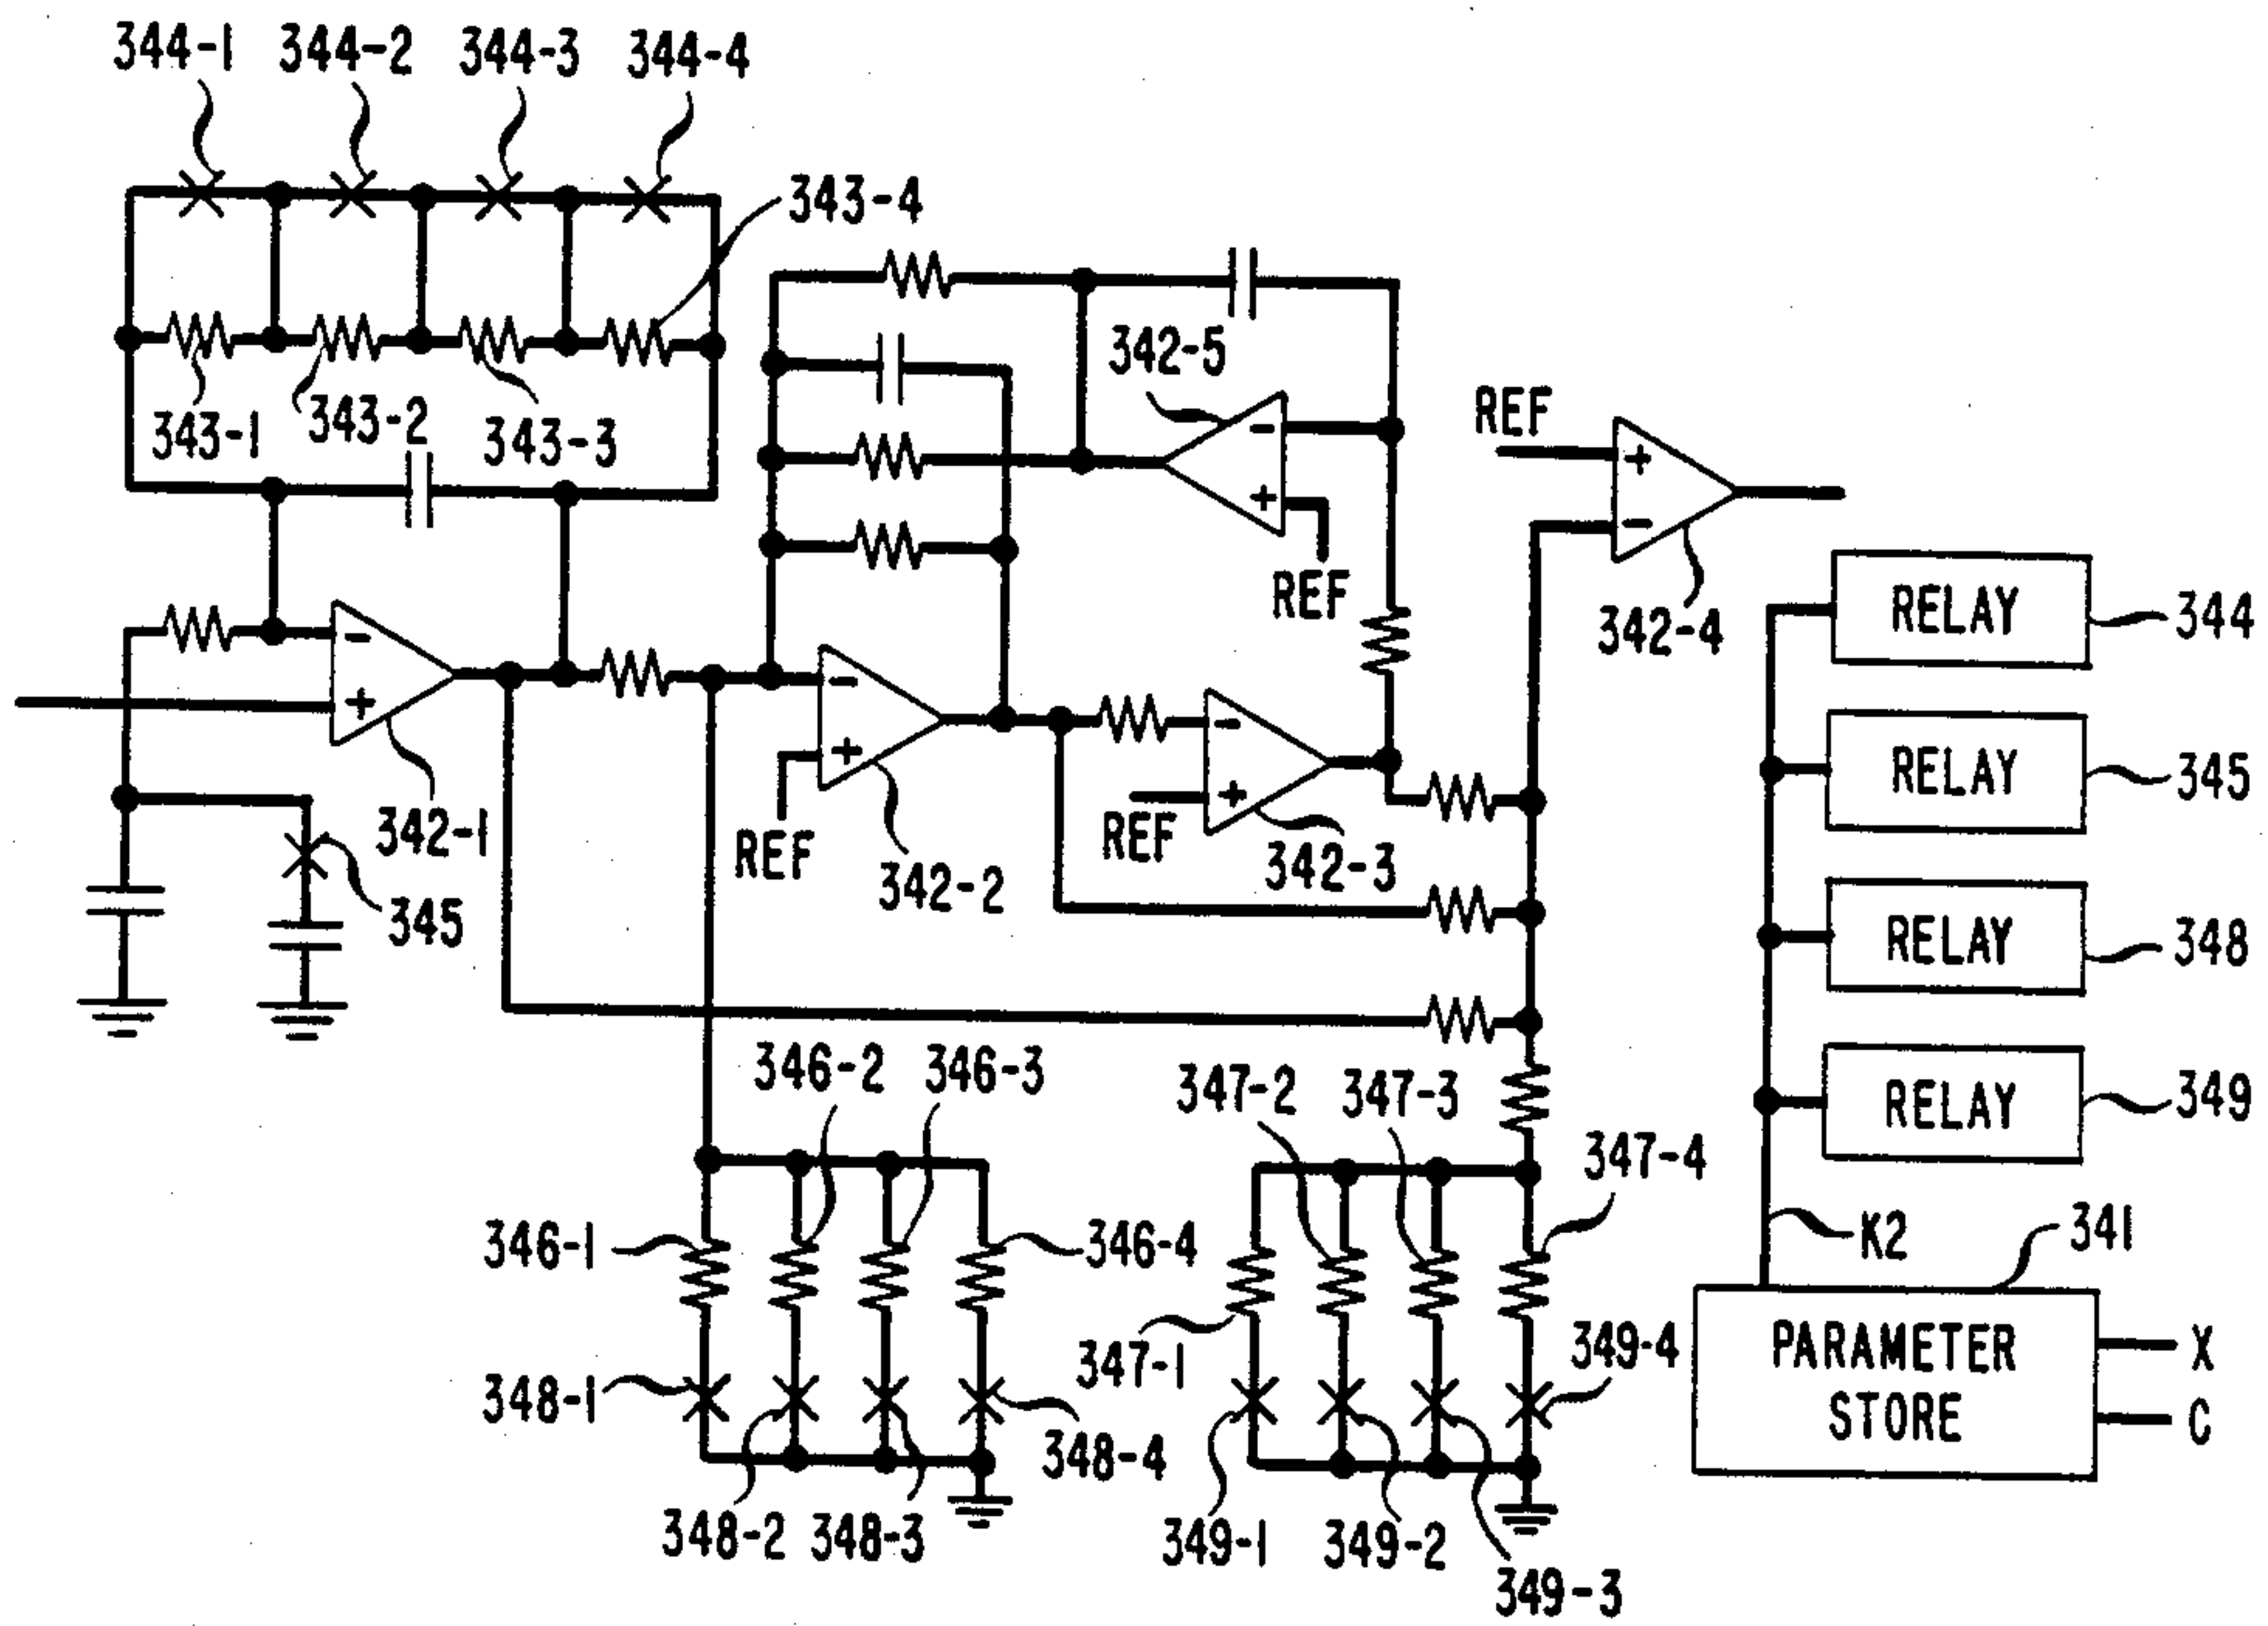 344-1 344-2 344-3 344-4
343-4
343-1 343-2 343-3
342-5
-
+
REF
REF
+
-
342-4
-
+
342-1
345
-
+
REF
342-2
-
+
REF
342-3
RELAY 344
RELAY 345
RELAY 348
RELAY 349
K2
341
PARAMETER
STORE
X
C
346-2 346-3
346-1 346-4
348-1
348-4
348-2 348-3
347-2 347-3
347-4
347-1
349-4
349-1 349-2
349-3